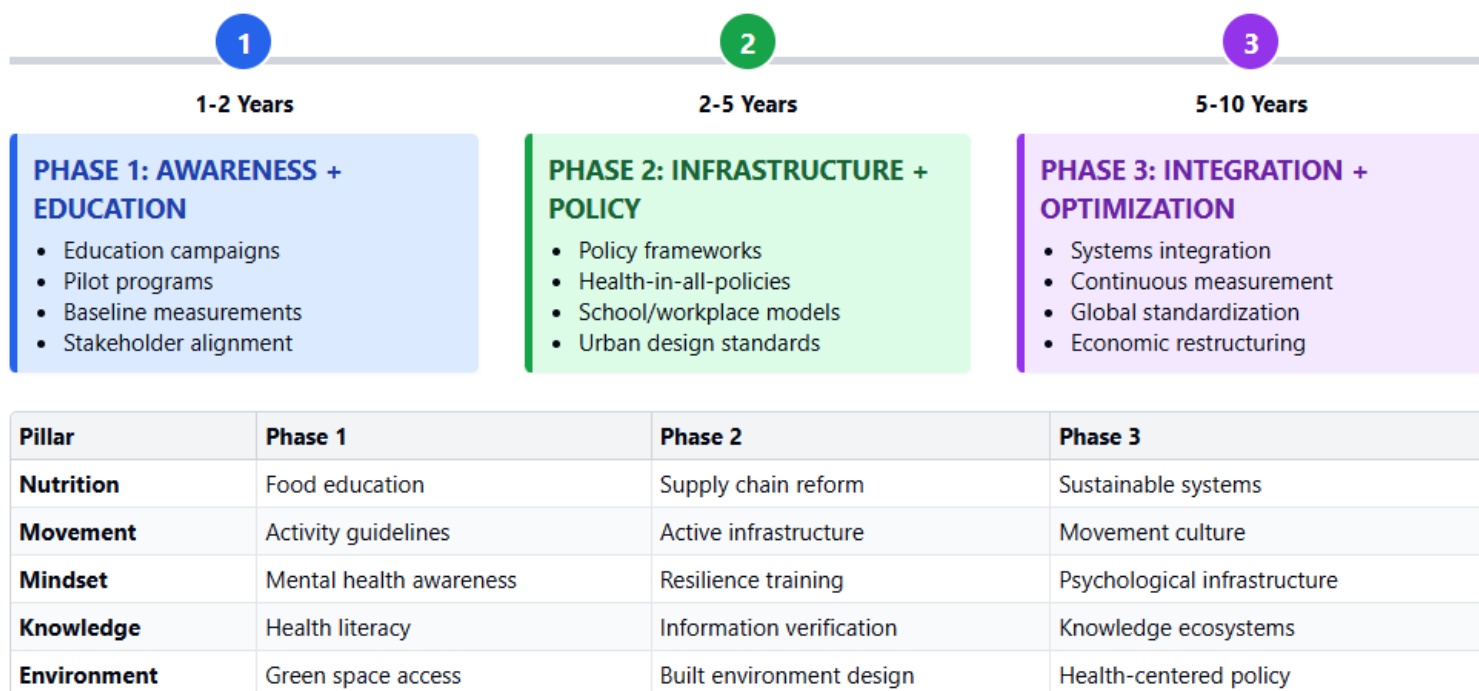 1
2
3
1-2 Years
2-5 Years
5-10 Years
PHASE 1: AWARENESS +
EDUCATION
• Education campaigns
• Pilot programs
• Baseline measurements
• Stakeholder alignment
PHASE 2: INFRASTRUCTURE +
POLICY
• Policy frameworks
• Health-in-all-policies
• School/workplace models
• Urban design standards
PHASE 3: INTEGRATION +
OPTIMIZATION
• Systems integration
• Continuous measurement
• Global standardization
• Economic restructuring
Pillar Phase 1 Phase 2 Phase 3
Nutrition Food education Supply chain reform Sustainable systems
Movement Activity guidelines Active infrastructure Movement culture
Mindset Mental health awareness Resilience training Psychological infrastructure
Knowledge Health literacy Information verification Knowledge ecosystems
Environment Green space access Built environment design Health-centered policy